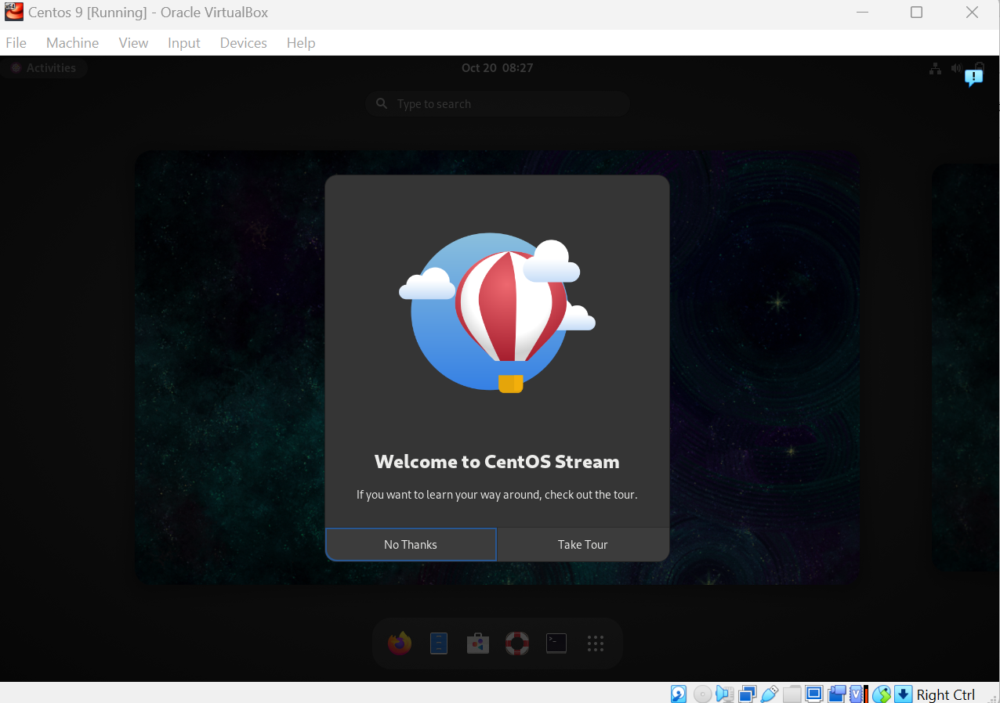 Centos 9 [Running] - Oracle VirtualBox
File Machine View Input Devices Help
Activities
Oct 20 08:27
Type to search
Welcome to CentOS Stream
If you want to learn your way around, check out the tour.
No Thanks
Take Tour
Right Ctrl